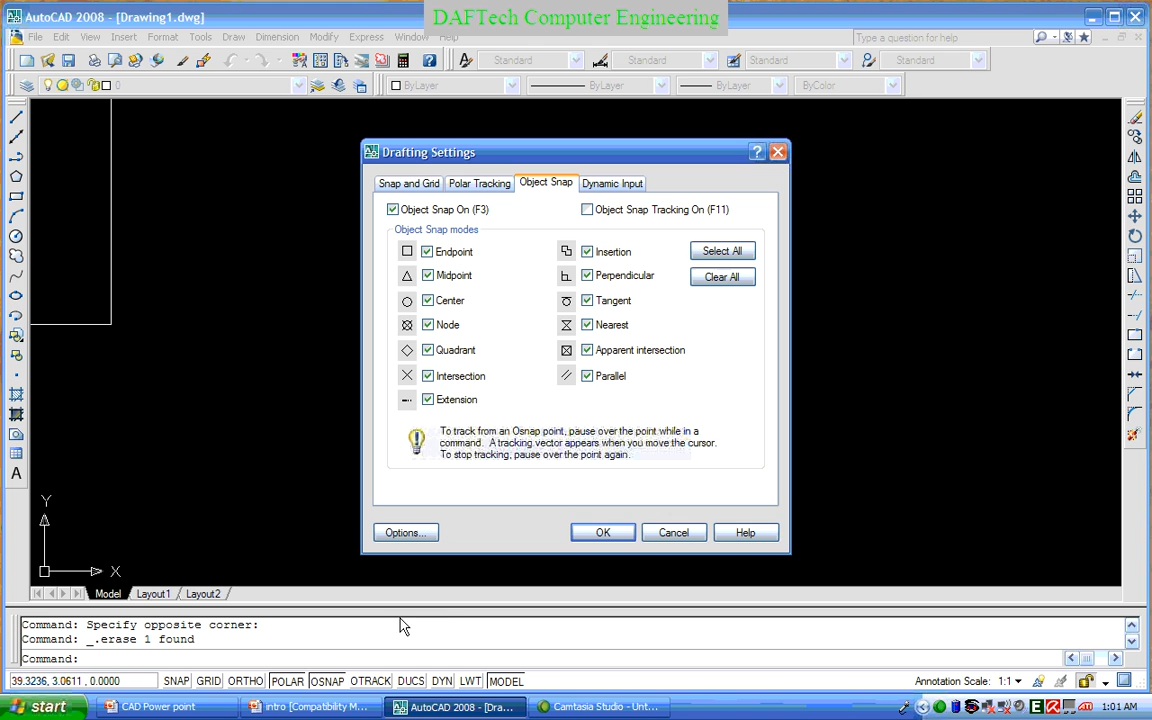 DAFTech Computer Engineering
AutoCAD 2008 - [Drawing1.dwg]
File Edit View Insert Format Tools Draw Dimension Modify Express Window Help
Type a question for help
Standard Standard Standard Standard
0 ByLayer ByLayer ByLayer ByColor
Drafting Settings
Snap and Grid Polar Tracking Object Snap Dynamic Input
Object Snap On (F3) Object Snap Tracking On (F11)
Object Snap modes
Endpoint Insertion Select All
Midpoint Perpendicular Clear All
Center Tangent
Node Nearest
Quadrant Apparent intersection
Intersection Parallel
Extension
To track from an Osnap point, pause over the point while in a
command. A tracking vector appears when you move the cursor.
To stop tracking, pause over the point again.
Options... OK Cancel Help
A
Y
X
Model Layout1 Layout2
Command: Specify opposite corner:
Command: _.erase 1 found
Command:
39.3236, 3.0611, 0.0000 SNAP GRID ORTHO POLAR OSNAP OTRACK DUCS DYN LWT MODEL Annotation Scale: 1:1
start CAD Power point intro [Compatibility M... AutoCAD 2008 - [Dra... Camtasia Studio - Unt... E 1:01 AM